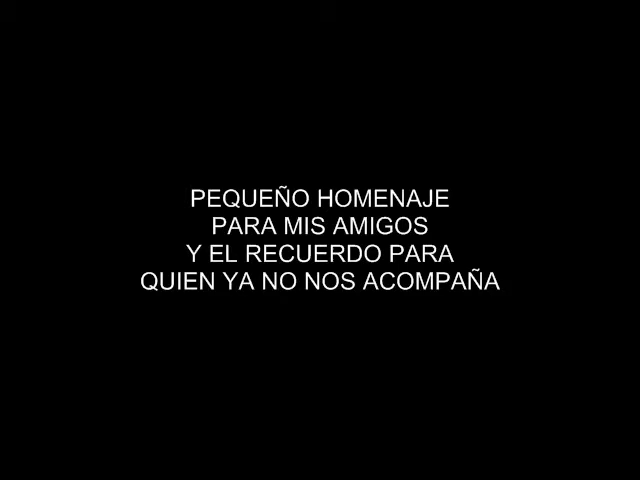 PEQUEÑO HOMENAJE
PARA MIS AMIGOS
Y EL RECUERDO PARA
QUIEN YA NO NOS ACOMPAÑA